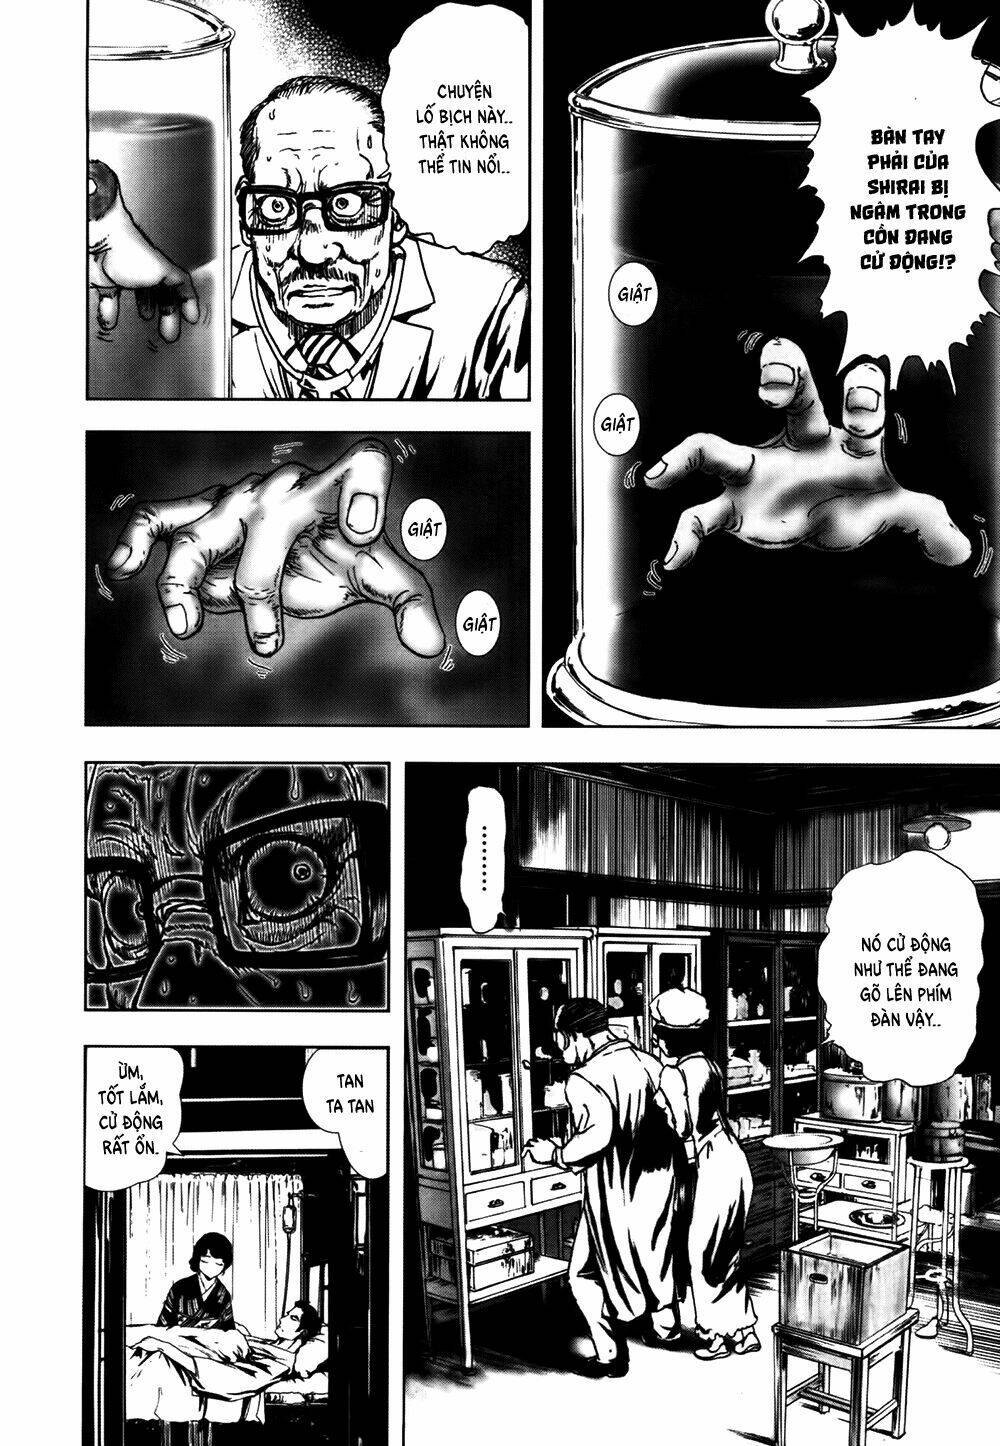 BÀN TAY
PHẢI CỦA
SHIRAI BỊ
NGÂM TRONG
CỒN ĐANG
CỬ ĐỘNG!?
GIẬT
GIẬT
CHUYỆN
LỐ BỊCH NÀY..
THẬT KHÔNG
THỂ TIN NỔI..
GIẬT
GIẬT
NÓ CỬ ĐỘNG
NHƯ THỂ ĐANG
GÕ LÊN PHÍM
ĐÀN VẬY..
.........
TAN
TA TAN
ỪM,
TỐT LẮM,
CỬ ĐỘNG
RẤT ỔN.